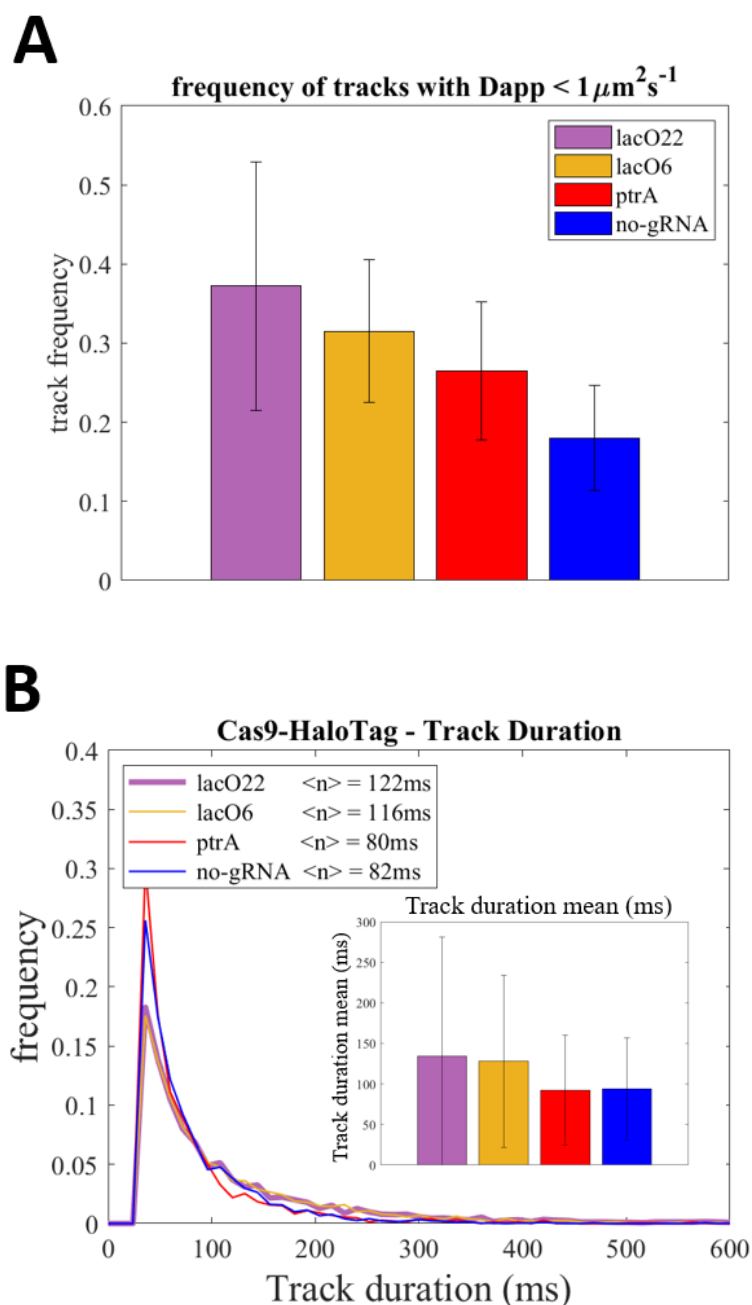 A
frequency of tracks with Dapp < 1 μm²s⁻¹
0.6
0.5
0.4
0.3
0.2
0.1
0
track frequency
lacO22
lacO6
ptrA
no-gRNA
B
Cas9-HaloTag - Track Duration
0.4
0.35
0.3
0.25
0.2
0.15
0.1
0.05
0
frequency
lacO22 <n> = 122ms
lacO6 <n> = 116ms
ptrA <n> = 80ms
no-gRNA <n> = 82ms
Track duration mean (ms)
300
250
200
150
100
50
0
Track duration mean (ms)
0 100 200 300 400 500 600
Track duration (ms)